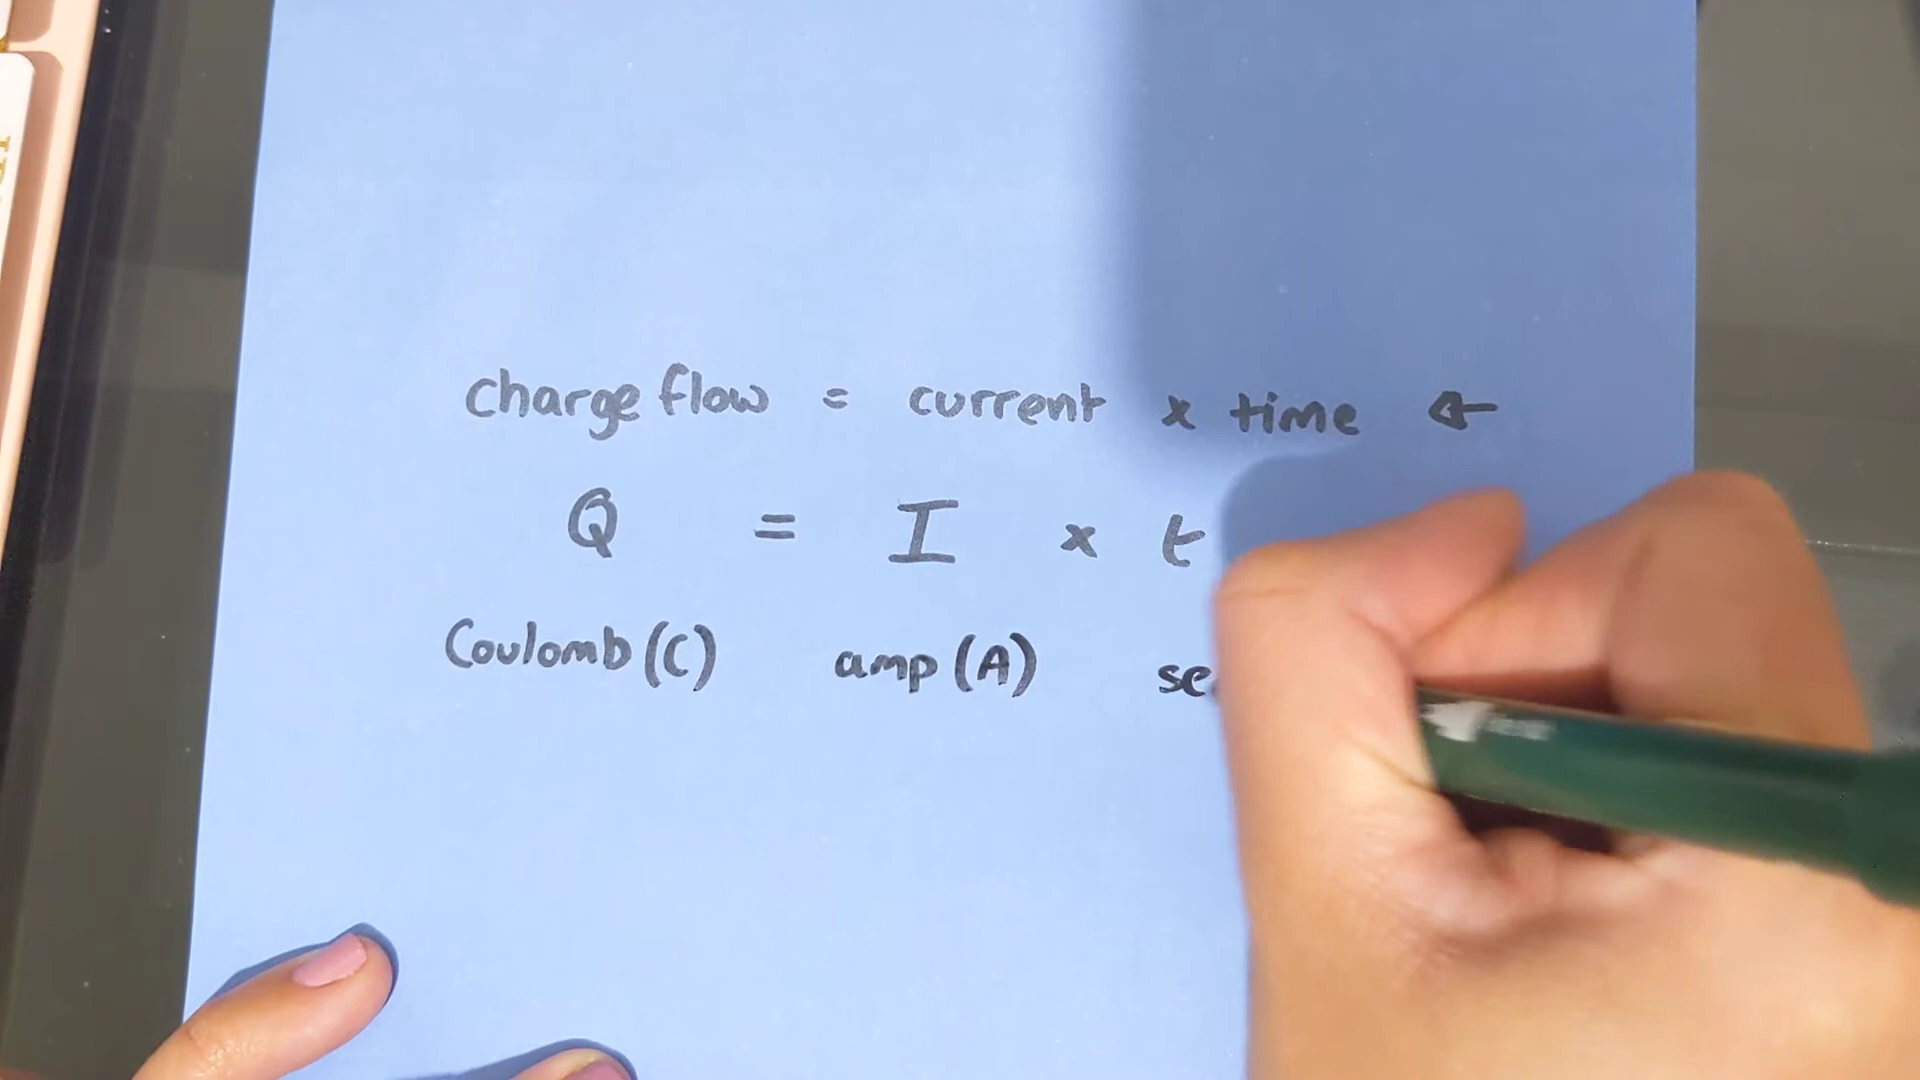 charge flow = current x time ←
Q = I x t
Coulomb (C) amp (A) se